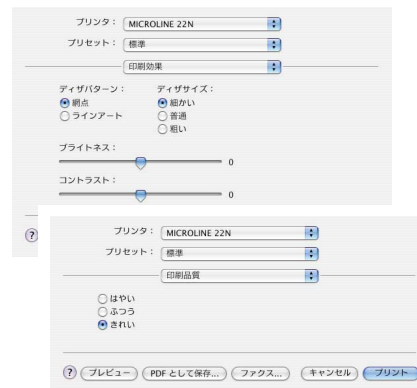 プリンタ： MICROLINE 22N
プリセット： 標準
印刷効果
ディザパターン： ディザサイズ：
網点 細かい
ラインアート 普通
粗い
ブライトネス：
0
コントラスト：
0
?
プリンタ： MICROLINE 22N
プリセット： 標準
印刷品質
はやい
ふつう
きれい
? プレビュー PDF として保存... ファクス... キャンセル プリント